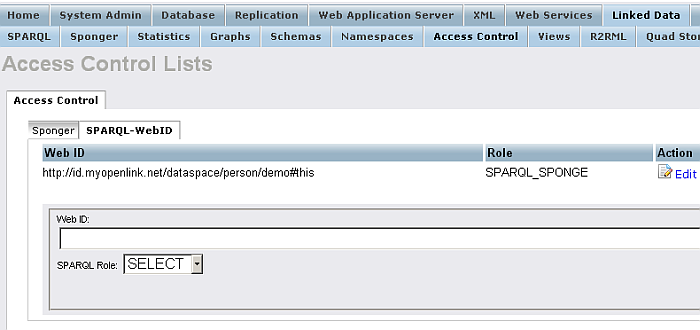 Home System Admin Database Replication Web Application Server XML Web Services Linked Data
SPARQL Sponger Statistics Graphs Schemas Namespaces Access Control Views R2RML Quad Sto
Access Control Lists
Access Control
Sponger SPARQL-WebID
Web ID Role Action
http://id.myopenlink.net/dataspace/person/demo#this SPARQL_SPONGE Edit
Web ID:
SPARQL Role: SELECT